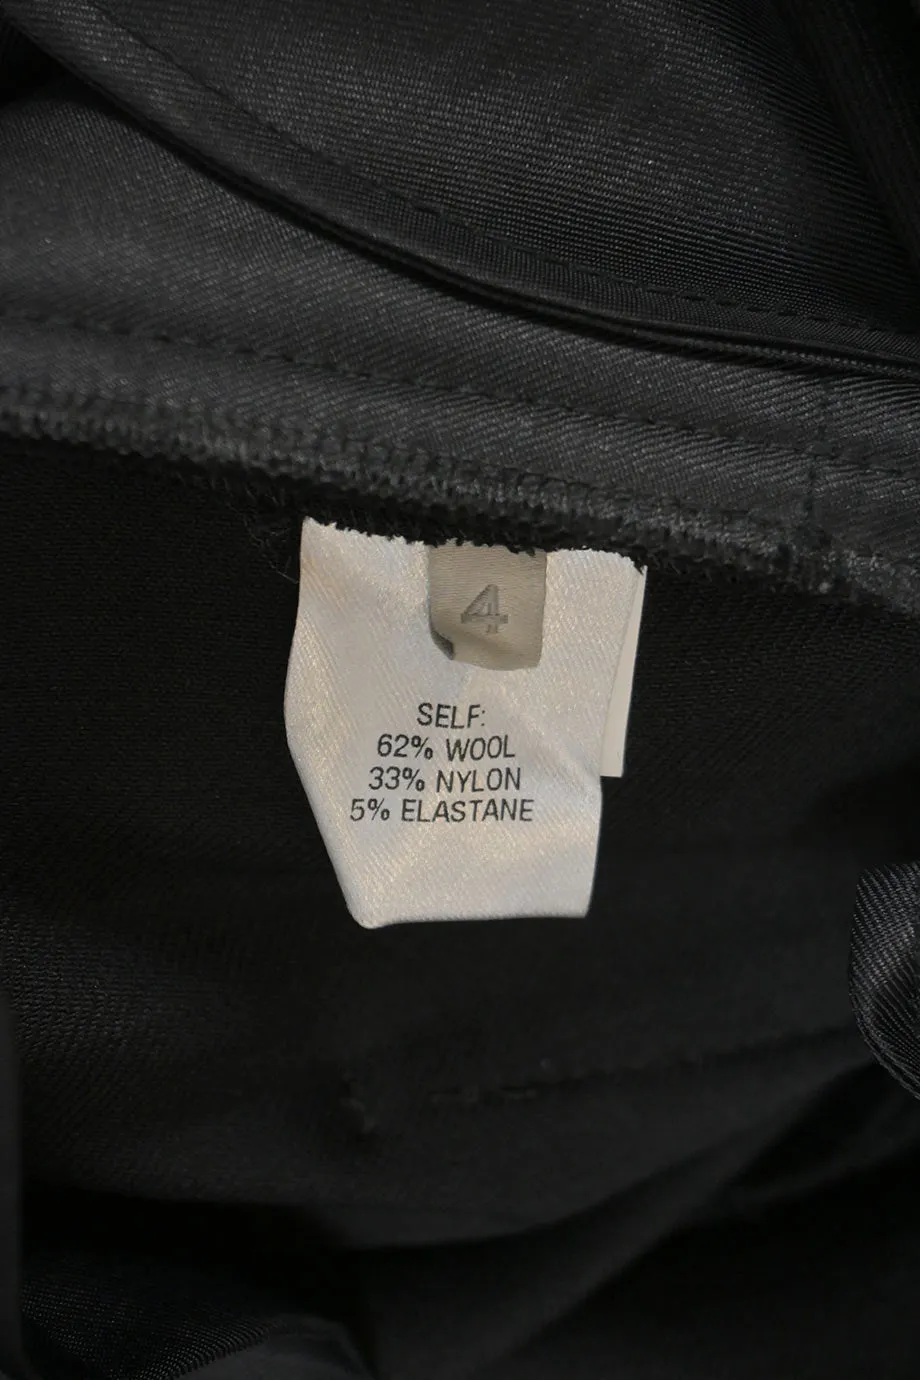 4
SELF:
62% WOOL
33% NYLON
5% ELASTANE